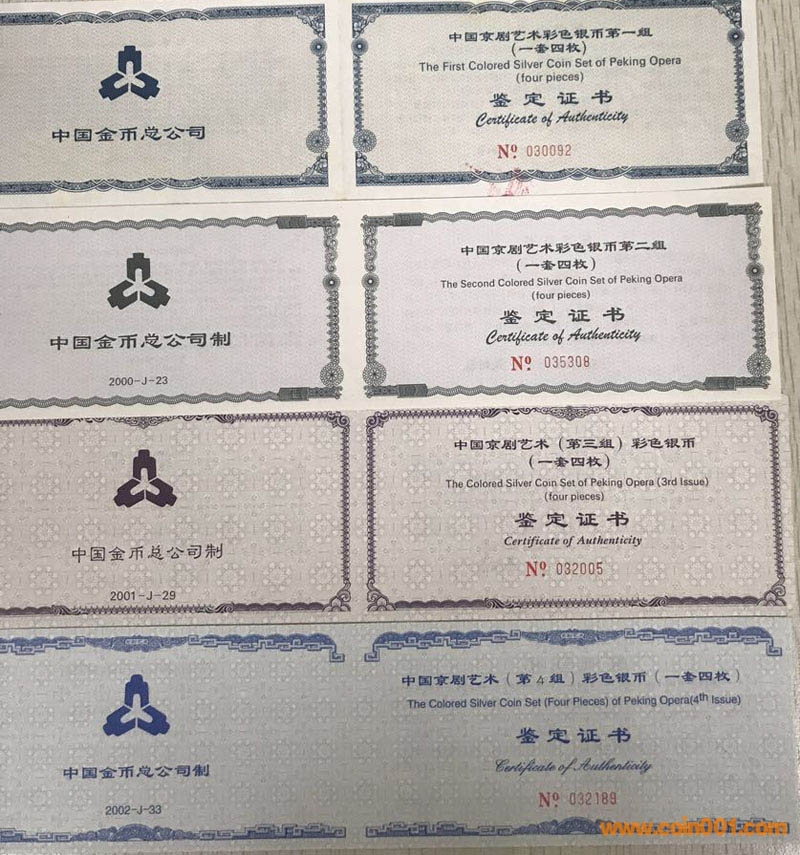 中国金币总公司
中国京剧艺术彩色银币第一组
(一套四枚)
The First Colored Silver Coin Set of Peking Opera
(four pieces)
鉴定证书
Certificate of Authenticity
Nº 030092
中国金币总公司制
2000-J-23
中国京剧艺术彩色银币第二组
(一套四枚)
The Second Colored Silver Coin Set of Peking Opera
(four pieces)
鉴定证书
Certificate of Authenticity
Nº 035308
中国金币总公司制
2001-J-29
中国京剧艺术(第三组)彩色银币
(一套四枚)
The Colored Silver Coin Set of Peking Opera (3rd Issue)
(four pieces)
鉴定证书
Certificate of Authenticity
Nº 032005
中国金币总公司制
2002-J-33
中国京剧艺术(第4组)彩色银币(一套四枚)
The Colored Silver Coin Set (Four Pieces) of Peking Opera(4th Issue)
鉴定证书
Certificate of Authenticity
Nº 032189
www.coin001.com